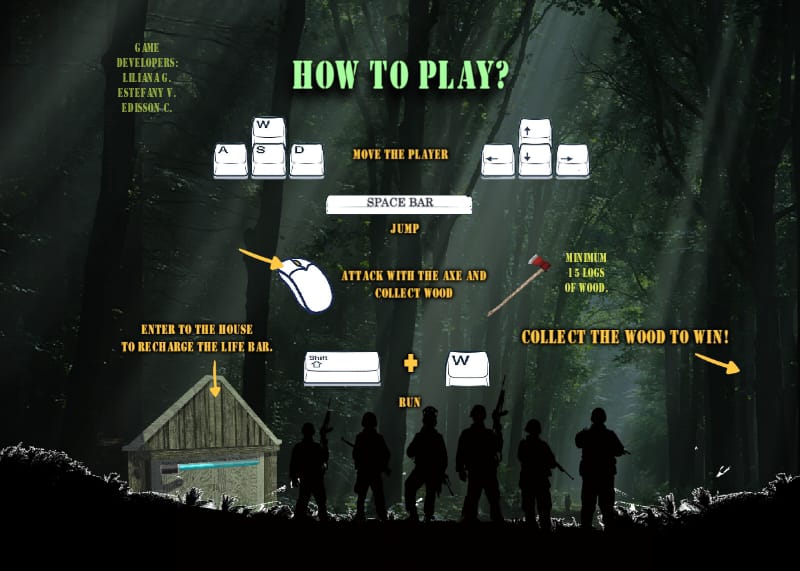 GAME
DEVELOPERS:
LILIANA G.
ESTEFANY V.
EDISSON C.
HOW TO PLAY?
W
A S D
MOVE THE PLAYER
↑
← ↓ →
SPACE BAR
JUMP
ATTACK WITH THE AXE AND
COLLECT WOOD
MINIMUM
15 LOGS
OF WOOD.
ENTER TO THE HOUSE
TO RECHARGE THE LIFE BAR.
COLLECT THE WOOD TO WIN!
Shift + W
RUN